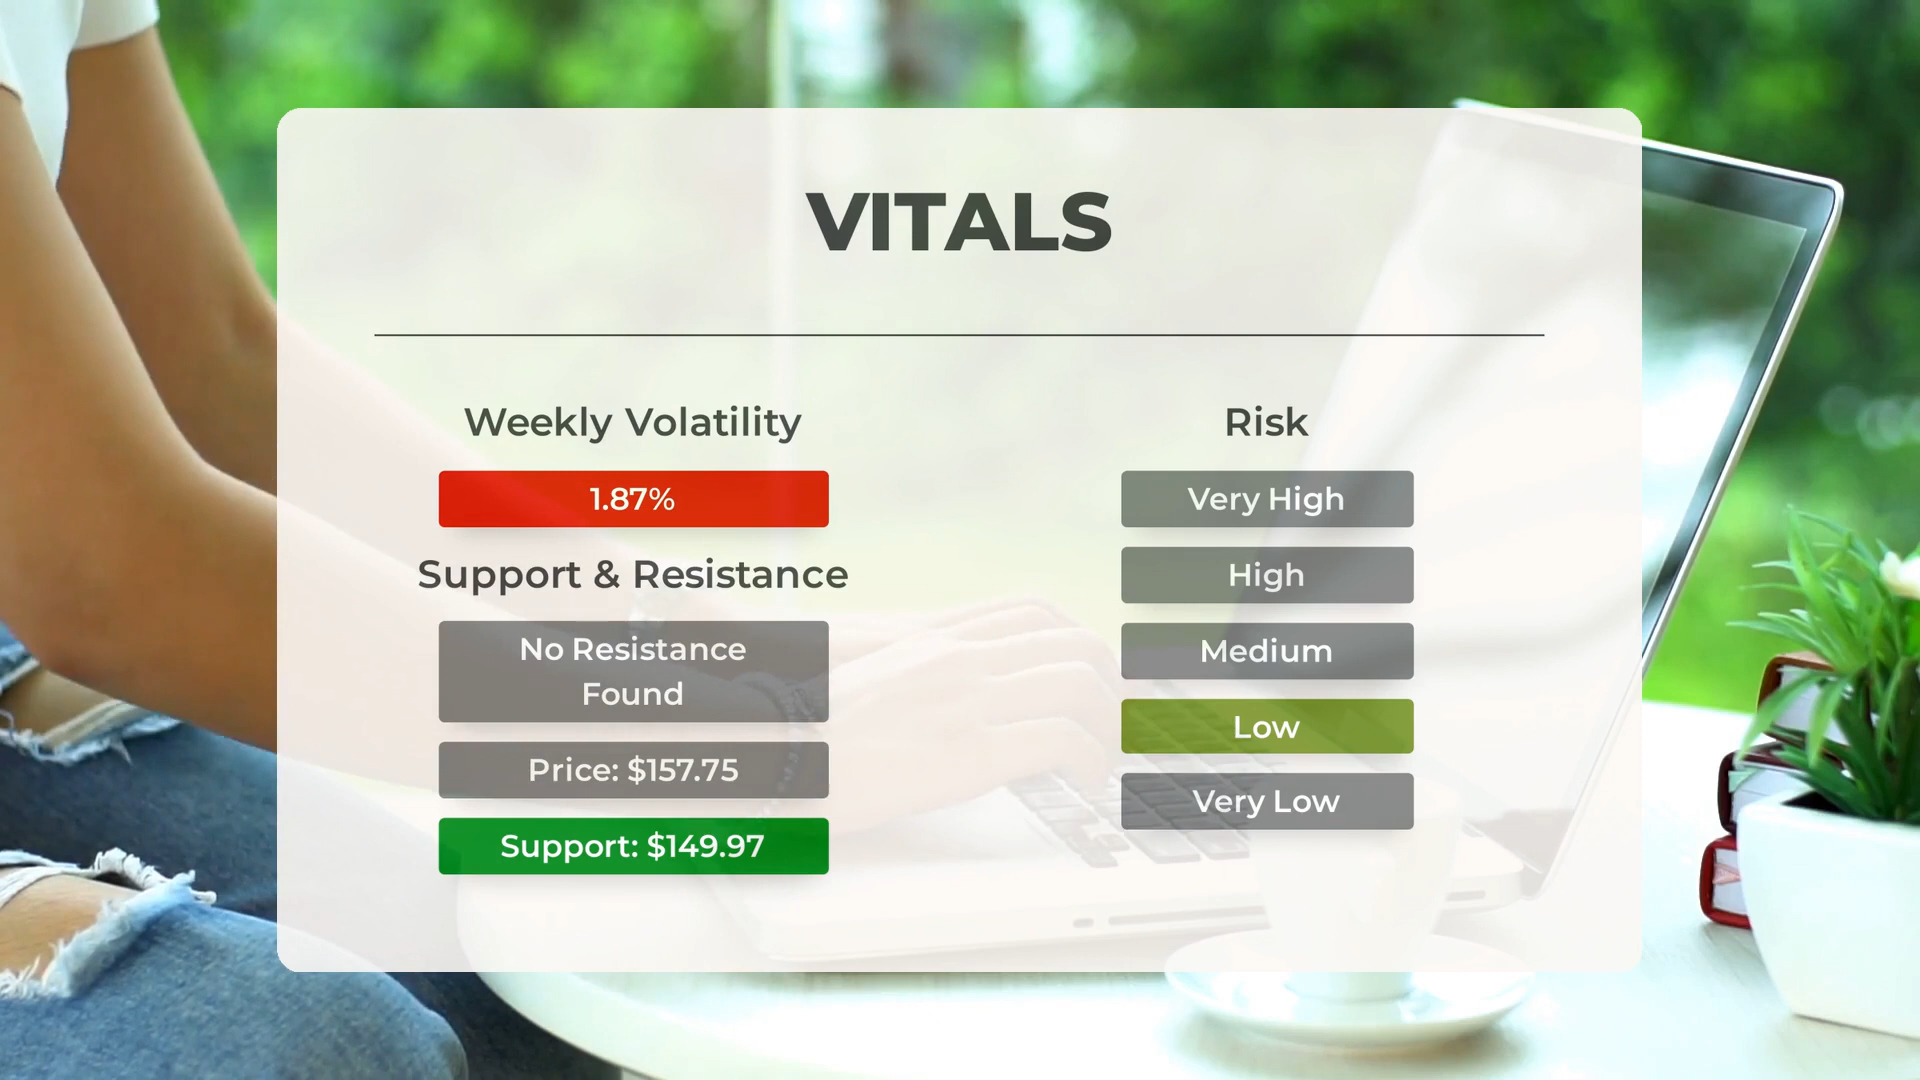 VITALS
Weekly Volatility
1.87%
Support & Resistance
No Resistance
Found
Price: $157.75
Support: $149.97
Risk
Very High
High
Medium
Low
Very Low